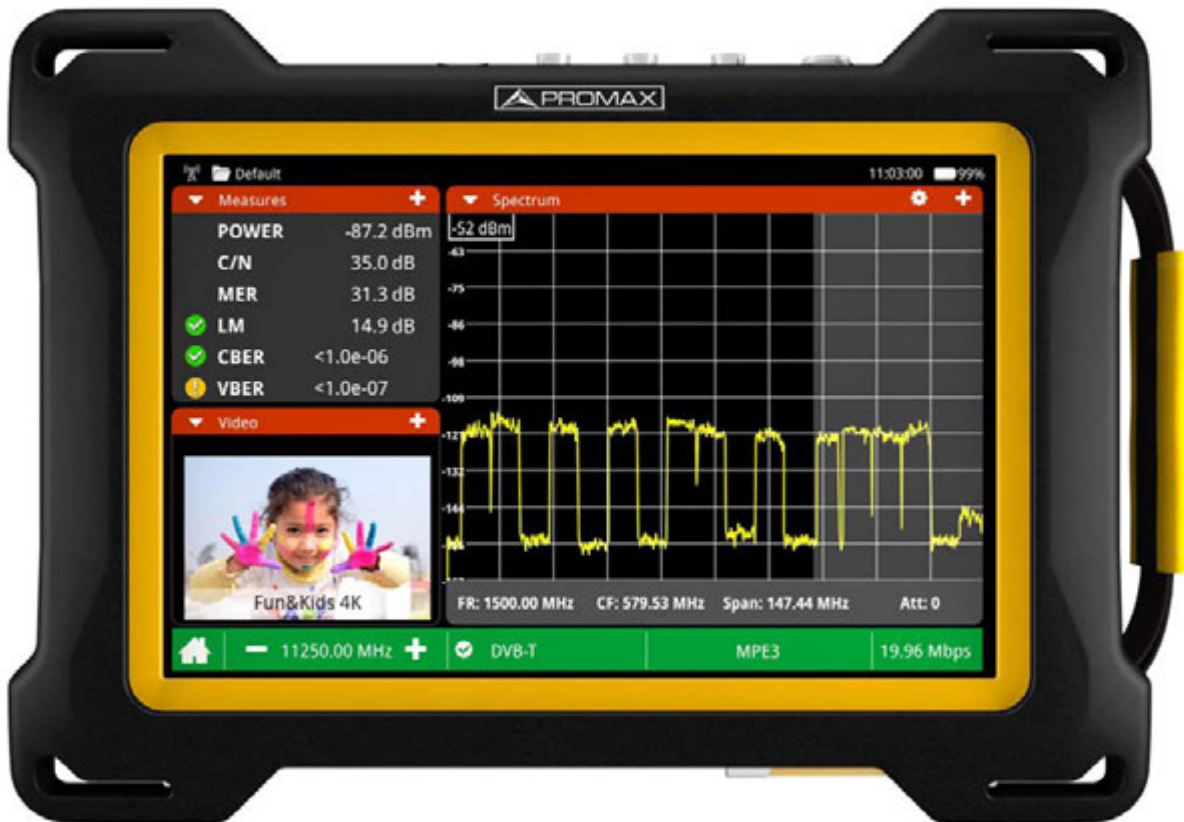 PROMAX
Default
11:03:00 99%
Measures
POWER -87.2 dBm
C/N 35.0 dB
MER 31.3 dB
LM 14.9 dB
CBER <1.0e-06
VBER <1.0e-07
Video
Fun&Kids 4K
Spectrum
-52 dBm
-63
-75
-86
-98
-109
-121
-132
-144
FR: 1500.00 MHz CF: 579.53 MHz Span: 147.44 MHz Att: 0
11250.00 MHz DVB-T MPE3 19.96 Mbps